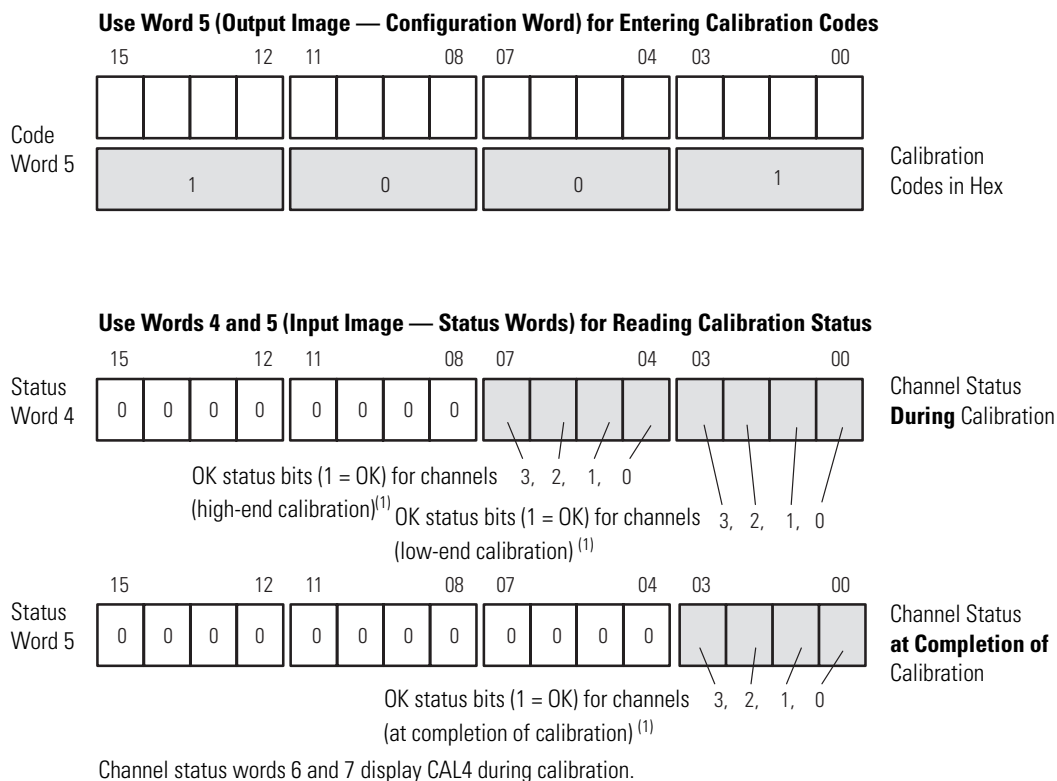 Use Word 5 (Output Image — Configuration Word) for Entering Calibration Codes
15 12 11 08 07 04 03 00
Code
Word 5
1 0 0 1
Calibration
Codes in Hex
Use Words 4 and 5 (Input Image — Status Words) for Reading Calibration Status
15 12 11 08 07 04 03 00
Status
Word 4
0 0 0 0 0 0 0 0
Channel Status
During Calibration
OK status bits (1 = OK) for channels 3, 2, 1, 0
(high-end calibration)(1)
OK status bits (1 = OK) for channels 3, 2, 1, 0
(low-end calibration) (1)
15 12 11 08 07 04 03 00
Status
Word 5
0 0 0 0 0 0 0 0 0 0 0 0
Channel Status
at Completion of
Calibration
OK status bits (1 = OK) for channels 3, 2, 1, 0
(at completion of calibration) (1)
Channel status words 6 and 7 display CAL4 during calibration.